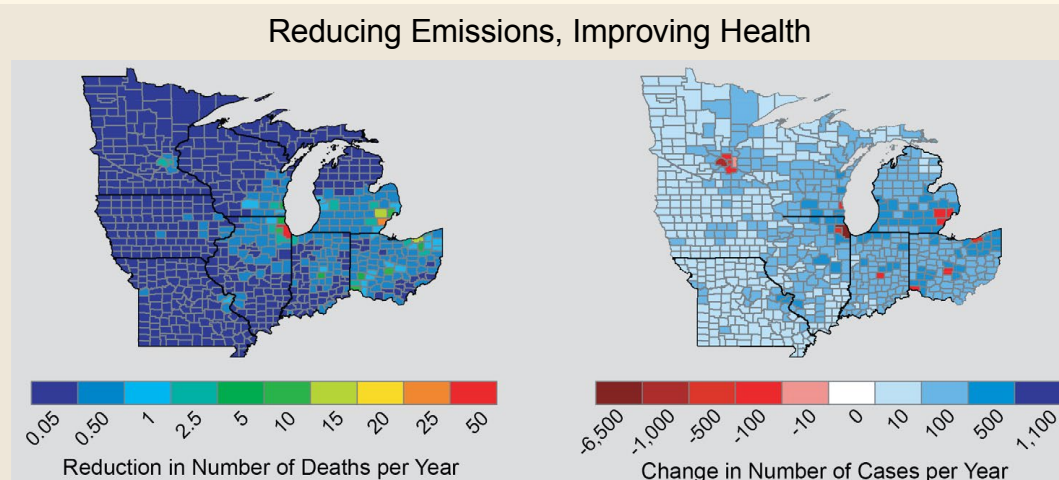 Reducing Emissions, Improving Health
0.05 0.50 1 2.5 5 10 15 20 25 50
Reduction in Number of Deaths per Year
-6,500 -1,000 -500 -100 -10 0 10 100 500 1,100
Change in Number of Cases per Year